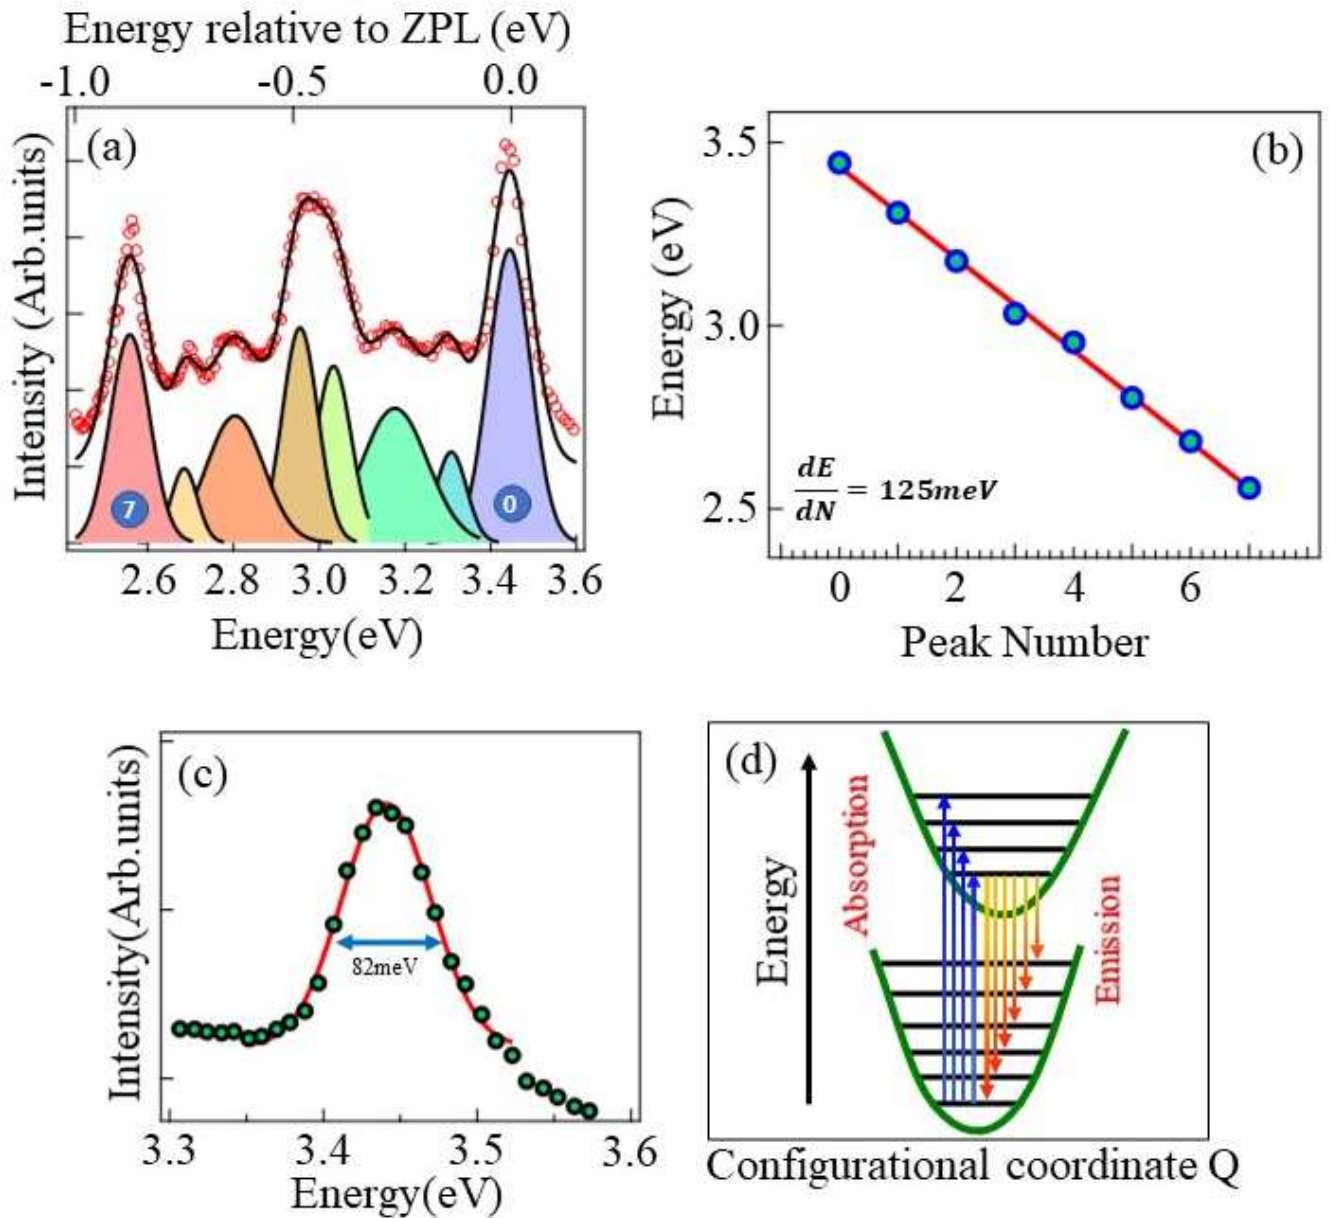 Energy relative to ZPL (eV)
-1.0 -0.5 0.0
(a)
Intensity (Arb.units)
7
0
2.6 2.8 3.0 3.2 3.4 3.6
Energy(eV)
(b)
3.5
3.0
2.5
Energy (eV)
dE
dN
= 125meV
0 2 4 6
Peak Number
(c)
Intensity(Arb.units)
82meV
3.3 3.4 3.5 3.6
Energy(eV)
(d)
Energy
Absorption
Emission
Configurational coordinate Q